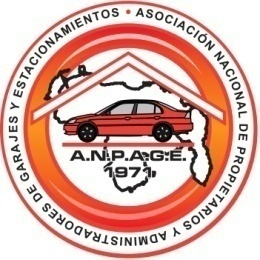 ASOCIACIÓN NACIONAL DE PROPIETARIOS Y ADMINISTRADORES DE GARAJES Y ESTACIONAMIENTOS •
A.N.P.A.G.E.
1971